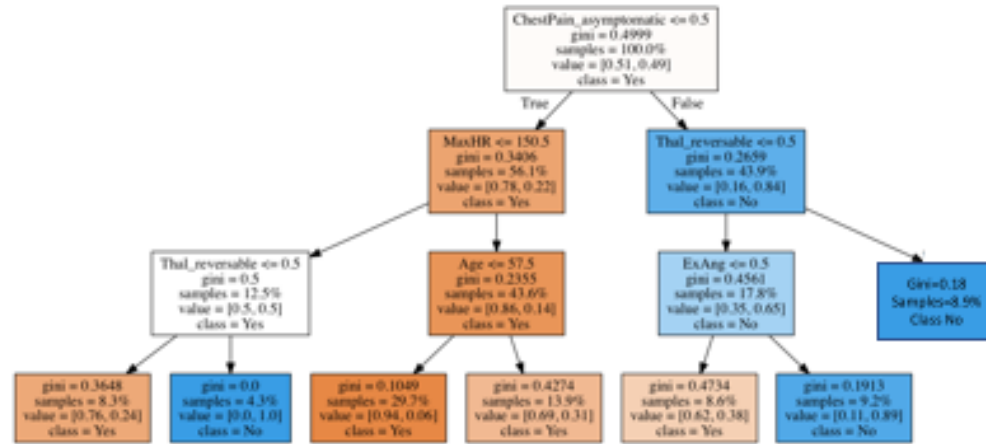 ChestPain_asymptomatic <= 0.5
gini = 0.4999
samples = 100.0%
value = [0.51, 0.49]
class = Yes
True
False
MaxHR <= 150.5
gini = 0.3406
samples = 56.1%
value = [0.78, 0.22]
class = Yes
Thal_reversable <= 0.5
gini = 0.2659
samples = 43.9%
value = [0.16, 0.84]
class = No
Thal_reversable <= 0.5
gini = 0.5
samples = 12.5%
value = [0.5, 0.5]
class = Yes
Age <= 57.5
gini = 0.2355
samples = 43.6%
value = [0.86, 0.14]
class = Yes
ExAng <= 0.5
gini = 0.4561
samples = 17.8%
value = [0.35, 0.65]
class = No
Gini=0.18
Samples=8.9%
Class No
gini = 0.3648
samples = 8.3%
value = [0.76, 0.24]
class = Yes
gini = 0.0
samples = 4.3%
value = [0.0, 1.0]
class = No
gini = 0.1049
samples = 29.7%
value = [0.94, 0.06]
class = Yes
gini = 0.4274
samples = 13.9%
value = [0.69, 0.31]
class = Yes
gini = 0.4734
samples = 8.6%
value = [0.62, 0.38]
class = Yes
gini = 0.1913
samples = 9.2%
value = [0.11, 0.89]
class = No